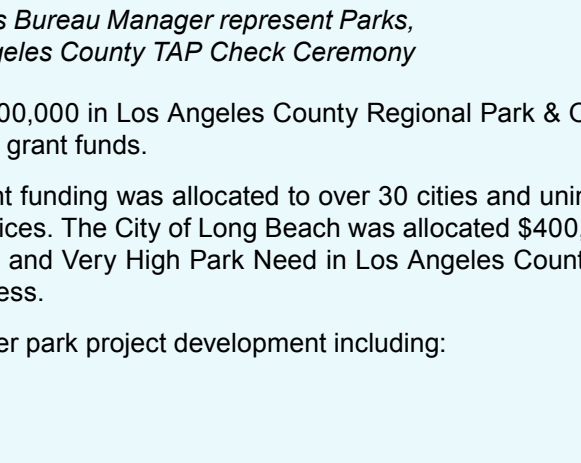 s Bureau Manager represent Parks,
geles County TAP Check Ceremony
00,000 in Los Angeles County Regional Park & O
grant funds.
nt funding was allocated to over 30 cities and unin
ices. The City of Long Beach was allocated $400,
and Very High Park Need in Los Angeles Count
ess.
er park project development including: